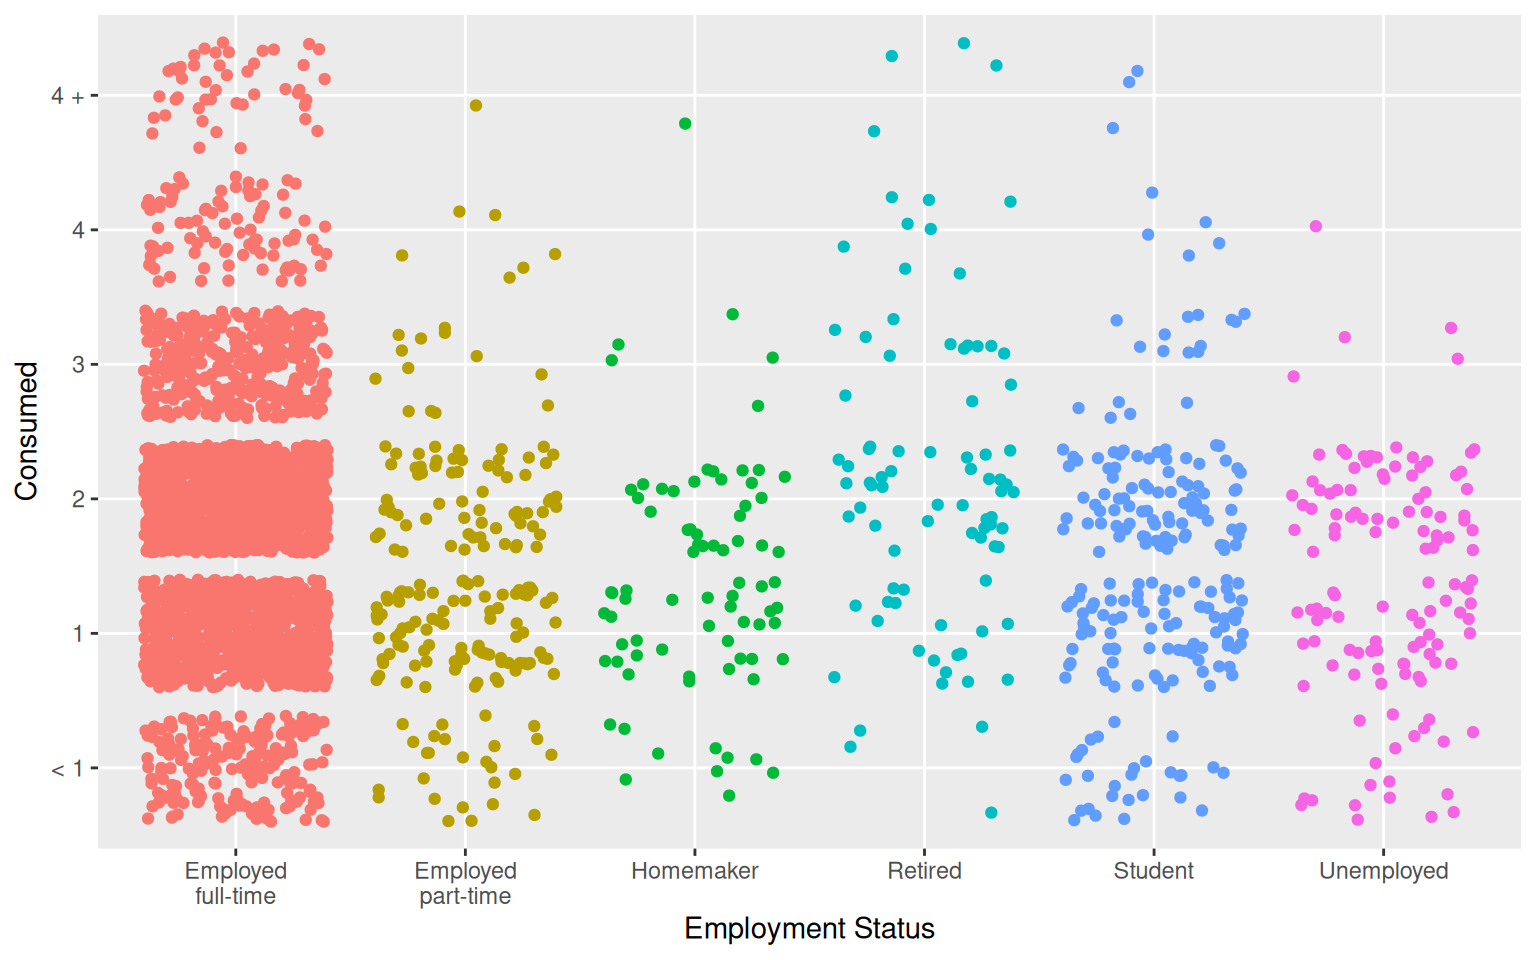 Consumed
4 +
4
3
2
1
< 1
Employed
full-time
Employed
part-time
Homemaker
Retired
Student
Unemployed
Employment Status